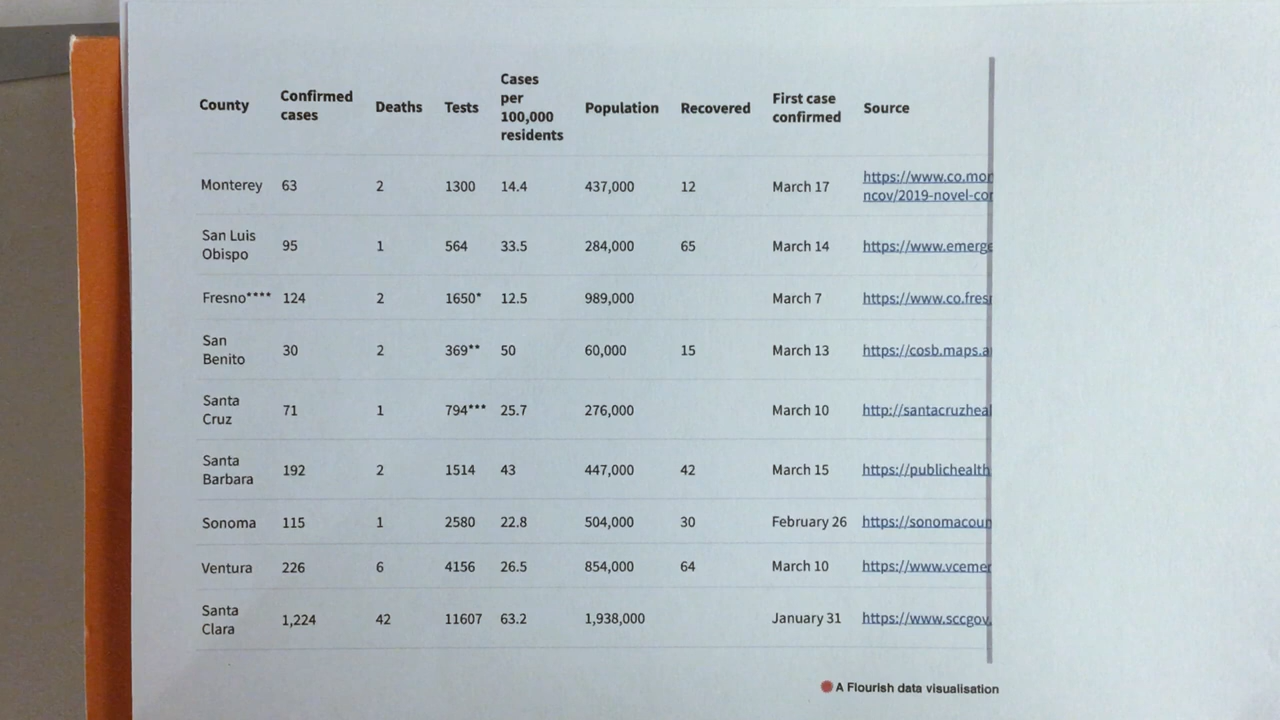 County Confirmed cases Deaths Tests Cases per 100,000 residents Population Recovered First case confirmed Source
Monterey 63 2 1300 14.4 437,000 12 March 17 https://www.co.mon
ncov/2019-novel-cor
San Luis Obispo 95 1 564 33.5 284,000 65 March 14 https://www.emerge
Fresno**** 124 2 1650* 12.5 989,000 March 7 https://www.co.fresn
San Benito 30 2 369** 50 60,000 15 March 13 https://cosb.maps.a
Santa Cruz 71 1 794*** 25.7 276,000 March 10 http://santacruzheal
Santa Barbara 192 2 1514 43 447,000 42 March 15 https://publichealth
Sonoma 115 1 2580 22.8 504,000 30 February 26 https://sonomacoun
Ventura 226 6 4156 26.5 854,000 64 March 10 https://www.vcemer
Santa Clara 1,224 42 11607 63.2 1,938,000 January 31 https://www.sccgov.
A Flourish data visualisation